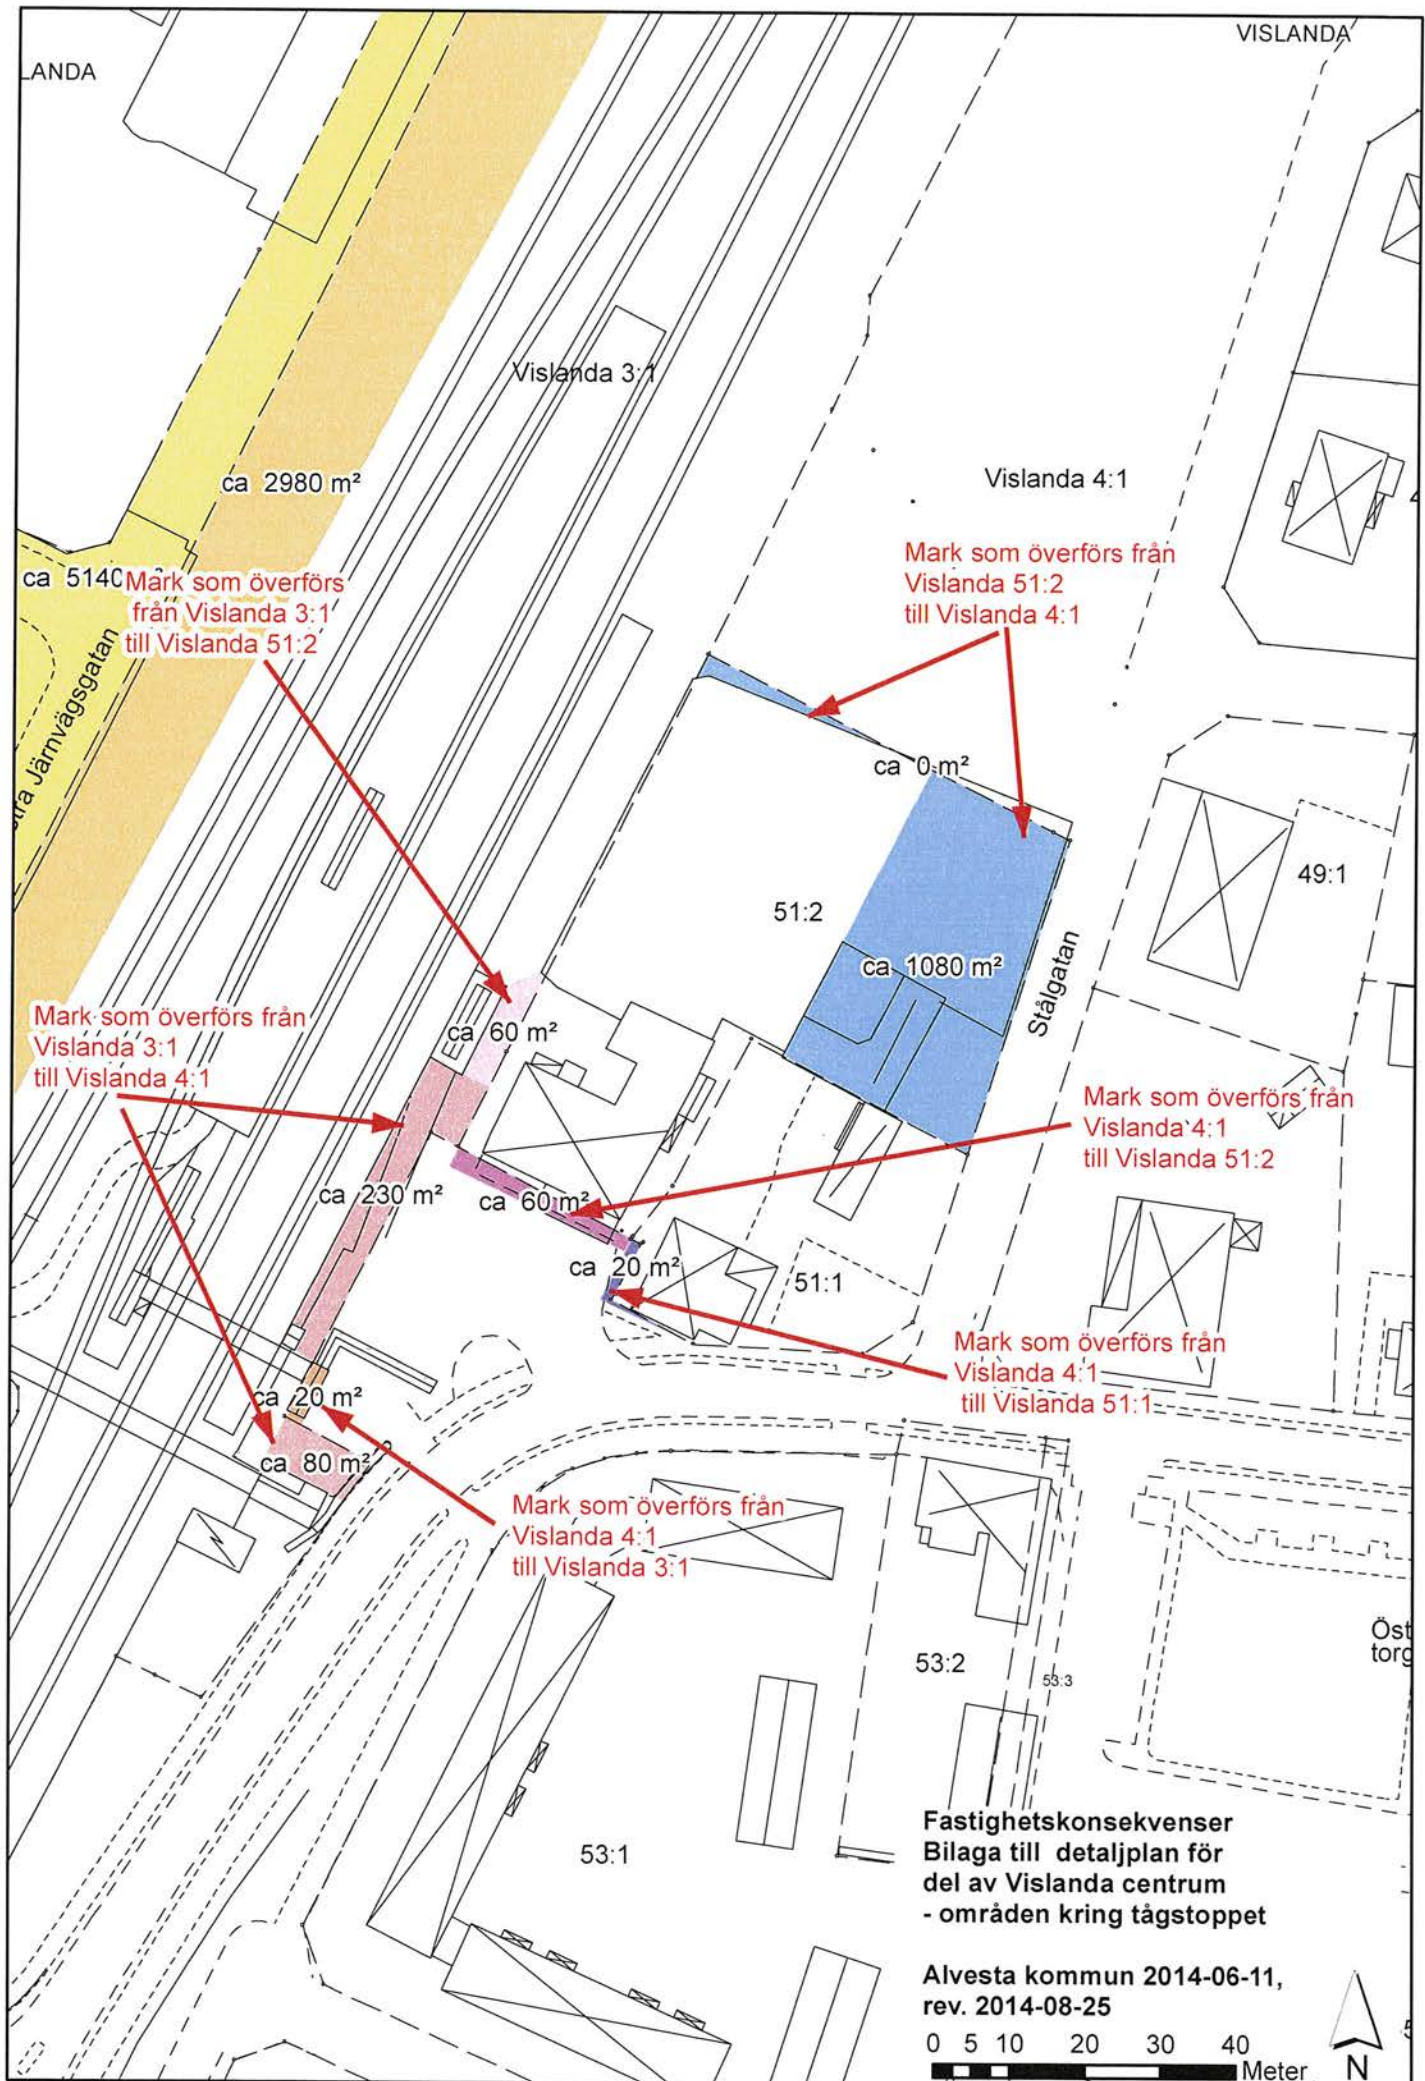 LANDA
VISLANDA
Vislanda 3:1
ca 2980 m²
Vislanda 4:1
Mark som överförs från
Vislanda 51:2
till Vislanda 4:1
ca 5140
Mark som överförs
från Vislanda 3:1
till Vislanda 51:2
tra Järnvägsgatan
ca 0 m²
49:1
51:2
ca 1080 m²
Stålgatan
Mark som överförs från
Vislanda 3:1
till Vislanda 4:1
ca 60 m²
Mark som överförs från
Vislanda 4:1
till Vislanda 51:2
ca 230 m²
ca 60 m²
ca 20 m²
51:1
Mark som överförs från
Vislanda 4:1
till Vislanda 51:1
ca 20 m²
ca 80 m²
Mark som överförs från
Vislanda 4:1
till Vislanda 3:1
Öst
torg
53:2
53:3
53:1
Fastighetskonsekvenser
Bilaga till detaljplan för
del av Vislanda centrum
- områden kring tågstoppet
Alvesta kommun 2014-06-11,
rev. 2014-08-25
0 5 10 20 30 40
Meter
N